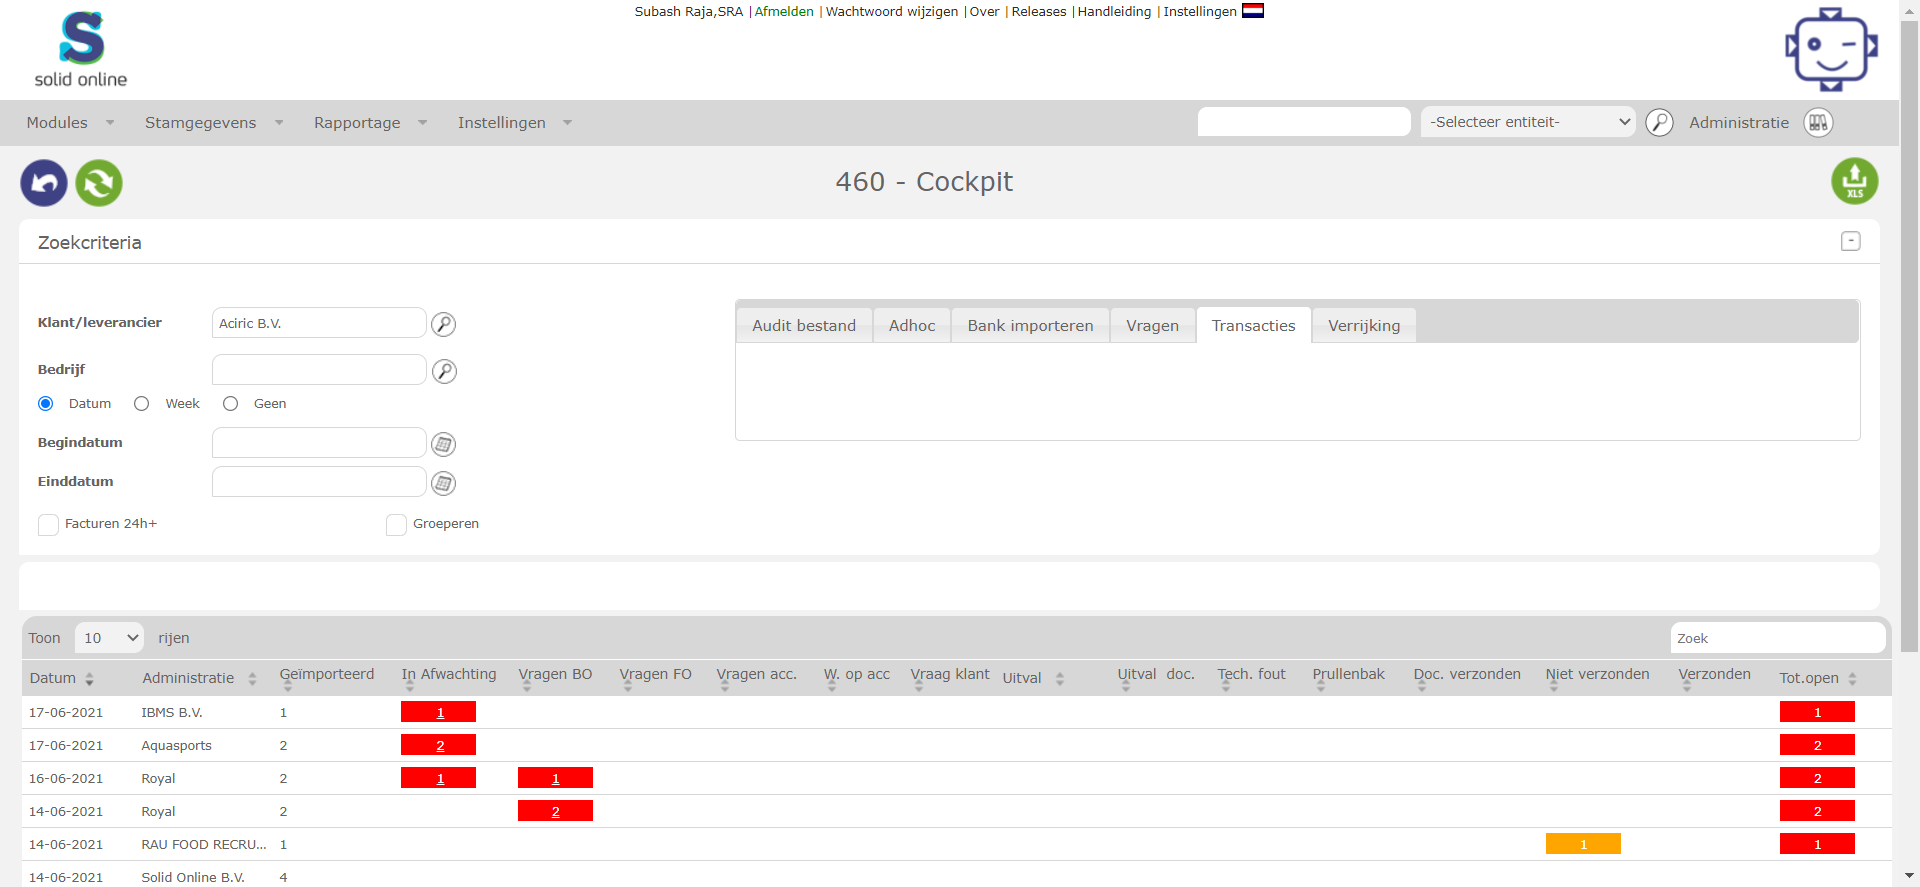 Subash Raja,SRA |Afmelden |Wachtwoord wijzigen |Over |Releases |Handleiding |Instellingen
S
solid online
Modules Stamgegevens Rapportage Instellingen -Selecteer entiteit- Administratie
460 - Cockpit
XLS
Zoekcriteria -
Klant/leverancier Aciric B.V.
Audit bestand Adhoc Bank importeren Vragen Transacties Verrijking
Bedrijf
Datum Week Geen
Begindatum
Einddatum
Facturen 24h+ Groeperen
Toon 10 rijen Zoek
Datum Administratie Geïmporteerd In Afwachting Vragen BO Vragen FO Vragen acc. W. op acc Vraag klant Uitval Uitval doc. Tech. fout Prullenbak Doc. verzonden Niet verzonden Verzonden Tot.open
17-06-2021 IBMS B.V. 1 1 1
17-06-2021 Aquasports 2 2 2
16-06-2021 Royal 2 1 1 2
14-06-2021 Royal 2 2 2
14-06-2021 RAU FOOD RECRU... 1 1 1
14-06-2021 Solid Online B.V. 4